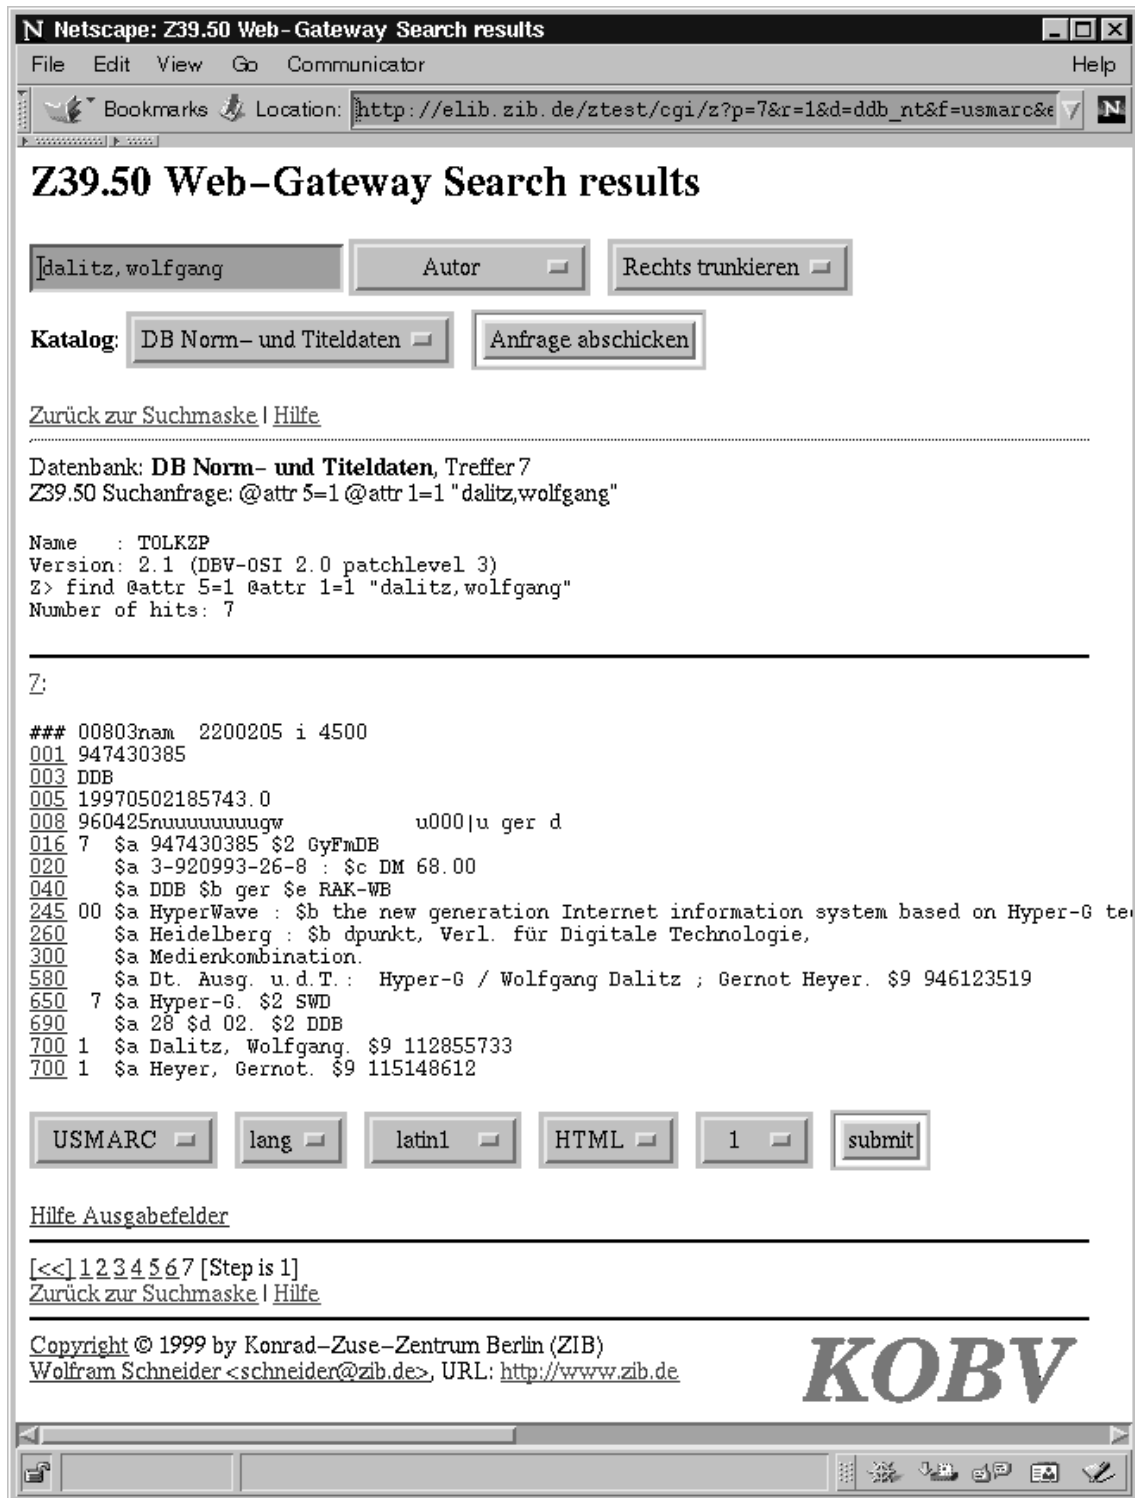 Netscape: Z39.50 Web-Gateway Search results
File Edit View Go Communicator Help
Bookmarks Location: http://elib.zib.de/ztest/cgi/z?p=7&r=1&d=ddb_nt&f=usmarc&e N
Z39.50 Web-Gateway Search results
dalitz,wolfgang Autor Rechts trunkieren
Katalog: DB Norm- und Titeldaten Anfrage abschicken
Zurück zur Suchmaske | Hilfe
Datenbank: DB Norm- und Titeldaten, Treffer 7
Z39.50 Suchanfrage: @attr 5=1 @attr 1=1 "dalitz,wolfgang"
Name   : TOLKZP
Version: 2.1 (DBV-OSI 2.0 patchlevel 3)
Z> find @attr 5=1 @attr 1=1 "dalitz,wolfgang"
Number of hits: 7
7:
### 00803nam  2200205 i 4500
001 947430385
003 DDB
005 19970502185743.0
008 960425nuuuuuuuuugw           u000|u ger d
016 7  $a 947430385 $2 GyFmDB
020    $a 3-920993-26-8 : $c DM 68.00
040    $a DDB $b ger $e RAK-WB
245 00 $a HyperWave : $b the new generation Internet information system based on Hyper-G te
260    $a Heidelberg : $b dpunkt, Verl. für Digitale Technologie,
300    $a Medienkombination.
580    $a Dt. Ausg. u.d.T.:  Hyper-G / Wolfgang Dalitz ; Gernot Heyer. $9 946123519
650  7 $a Hyper-G. $2 SWD
690    $a 28 $d 02. $2 DDB
700 1  $a Dalitz, Wolfgang. $9 112855733
700 1  $a Heyer, Gernot. $9 115148612
USMARC lang latin1 HTML 1 submit
Hilfe Ausgabefelder
[<<] 1 2 3 4 5 6 7 [Step is 1]
Zurück zur Suchmaske | Hilfe
Copyright © 1999 by Konrad-Zuse-Zentrum Berlin (ZIB)
Wolfram Schneider <schneider@zib.de>, URL: http://www.zib.de
KOBV